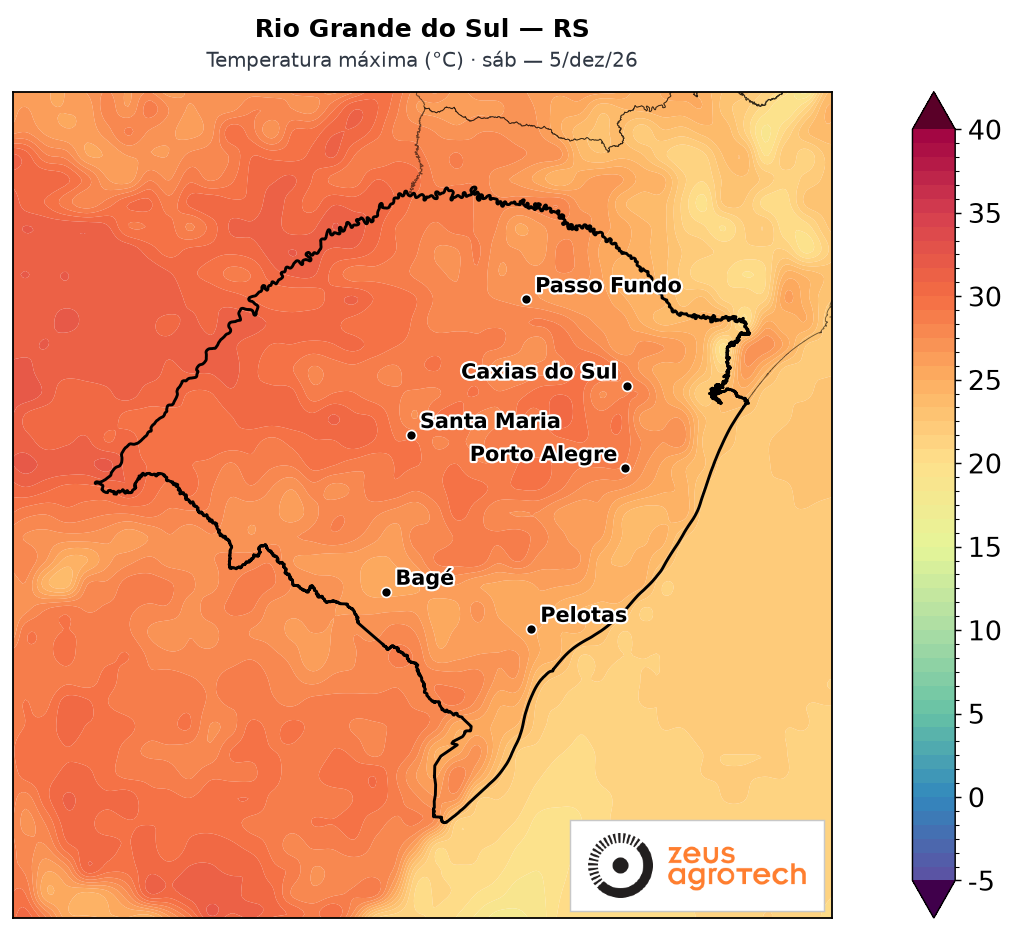 Rio Grande do Sul — RS
Temperatura máxima (°C) · sáb — 5/dez/26
Passo Fundo
Caxias do Sul
Santa Maria
Porto Alegre
Bagé
Pelotas
40
35
30
25
20
15
10
5
0
-5
zeus
agrotech